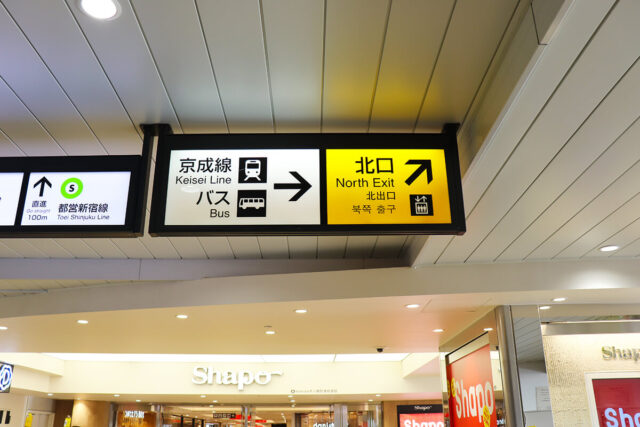 直進
Go straight
100m
S
都営新宿線
Toei Shinjuku Line
京成線
Keisei Line
バス
Bus
北口
North Exit
北出口
북쪽 출구
Shapo
Shapo
Shapo
Shapo